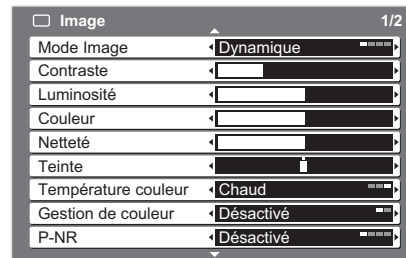 Image 1/2
Mode Image Dynamique
Contraste
Luminosité
Couleur
Netteté
Teinte
Température couleur Chaud
Gestion de couleur Désactivé
P-NR Désactivé